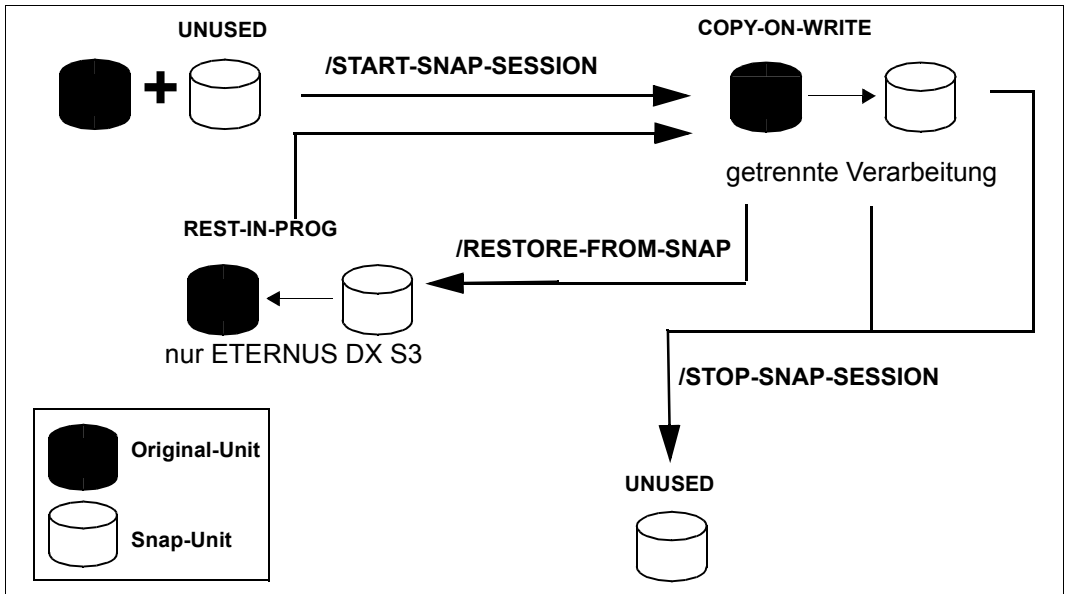 UNUSED
COPY-ON-WRITE
/START-SNAP-SESSION
getrennte Verarbeitung
REST-IN-PROG
/RESTORE-FROM-SNAP
nur ETERNUS DX S3
/STOP-SNAP-SESSION
Original-Unit
UNUSED
Snap-Unit